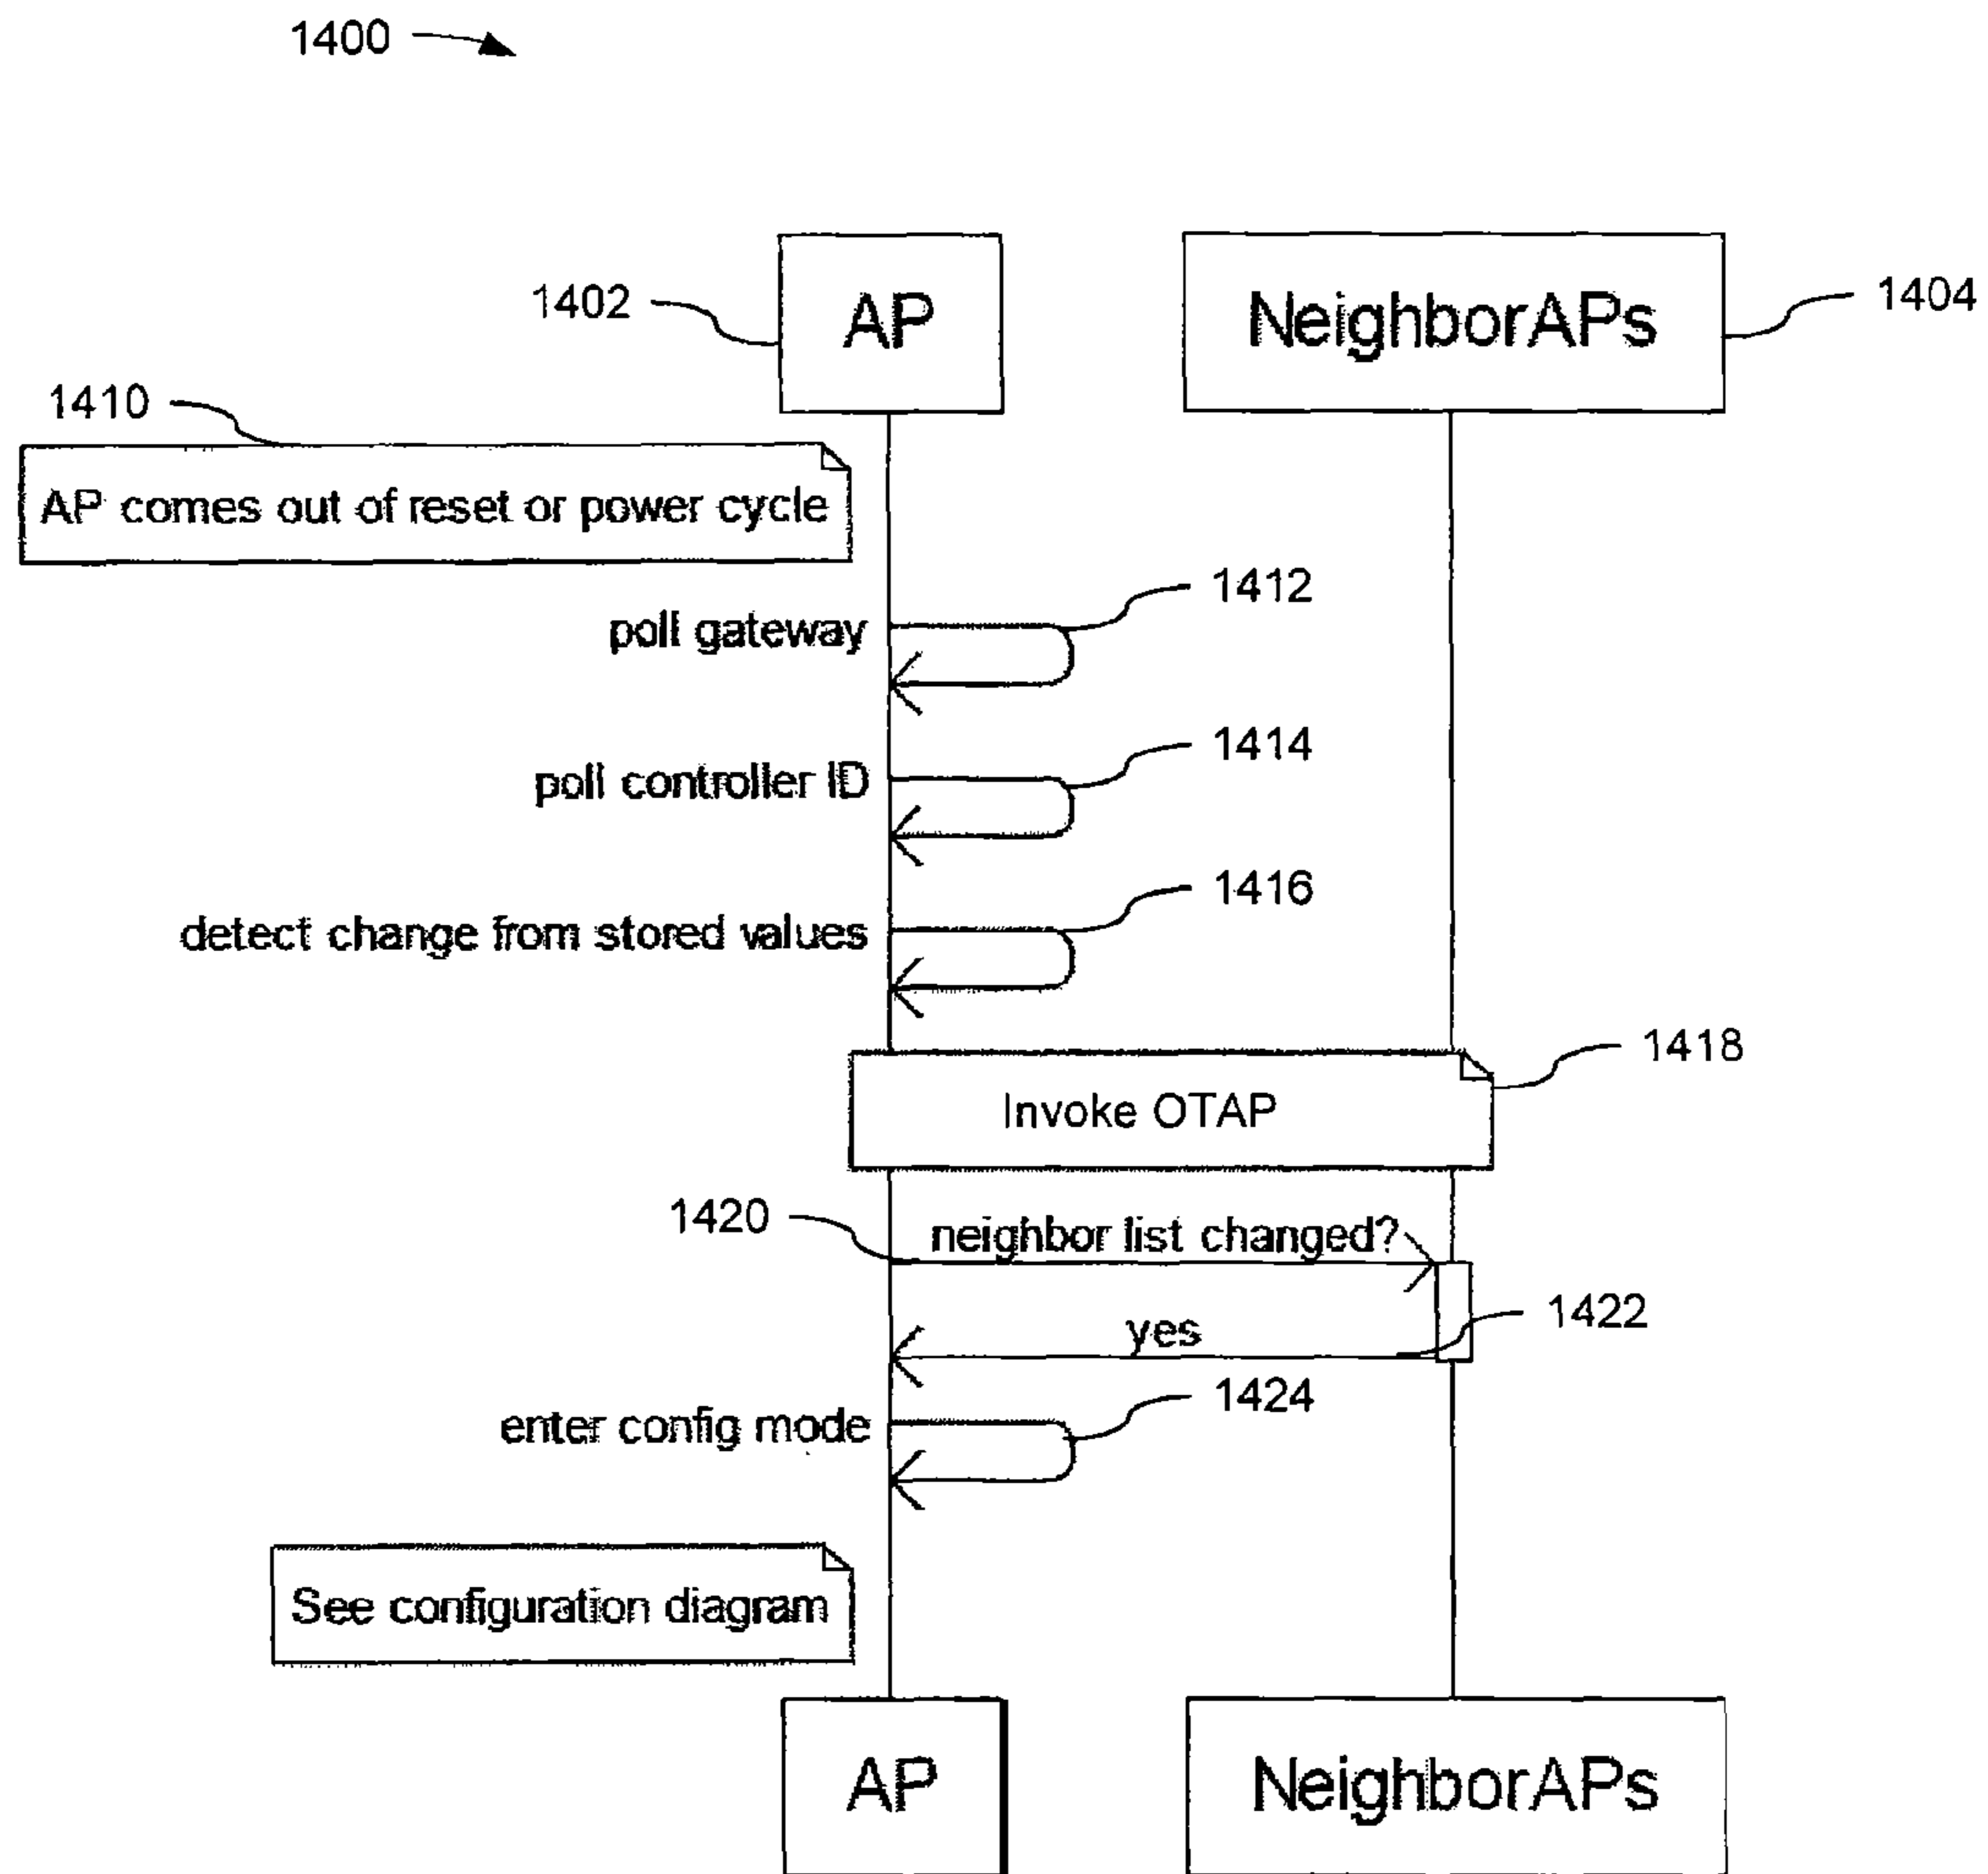 1400
1402
AP
NeighborAPs
1404
1410
AP comes out of reset or power cycle
1412
poll gateway
1414
poll controller ID
1416
detect change from stored values
1418
Invoke OTAP
1420
neighbor list changed?
1422
yes
1424
enter config mode
See configuration diagram
AP
NeighborAPs